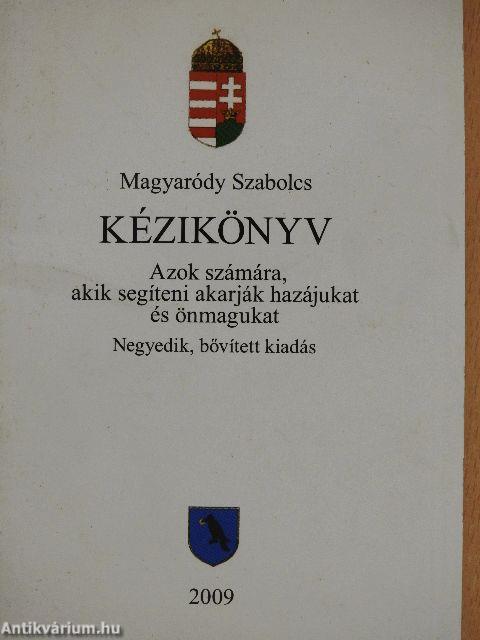 Magyaródy Szabolcs
KÉZIKÖNYV
Azok számára,
akik segíteni akarják hazájukat
és önmagukat
Negyedik, bővített kiadás
2009
Antikvárium.hu